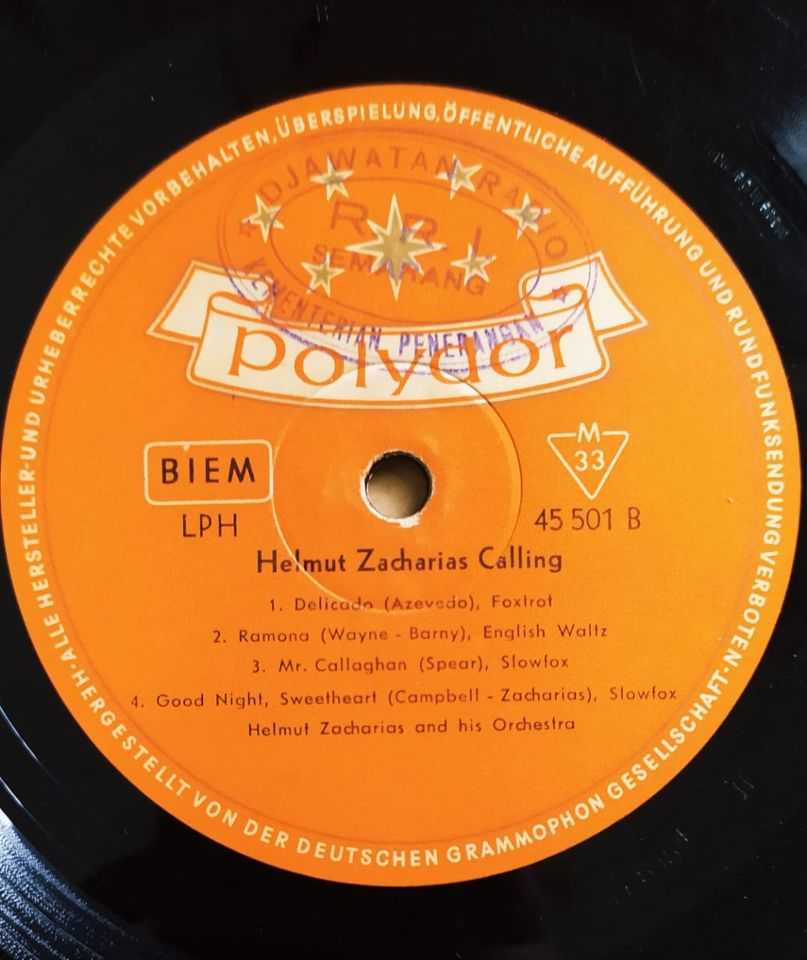 ALLE HERSTELLER- UND URHEBERRECHTE VORBEHALTEN, ÜBERSPIELUNG, ÖFFENTLICHE AUFFÜHRUNG UND RUNDFUNKSENDUNG VERBOTEN
DJAWATAN RADIO
R.R.I.
SEMARANG
KEMENTERIAN PENERANGAN
polydor
BIEM
M
33
LPH
45 501 B
Helmut Zacharias Calling
1. Delicado (Azevedo), Foxtrot
2. Ramona (Wayne - Barny), English Waltz
3. Mr. Callaghan (Spear), Slowfox
4. Good Night, Sweetheart (Campbell - Zacharias), Slowfox
Helmut Zacharias and his Orchestra
HERGESTELLT VON DER DEUTSCHEN GRAMMOPHON GESELLSCHAFT